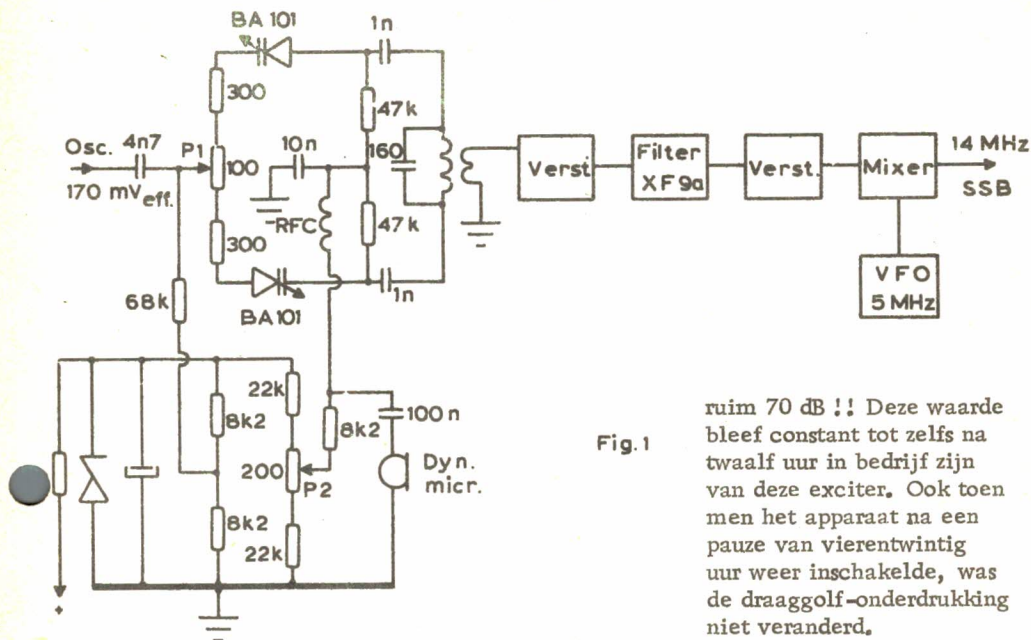 BA 101
1n
300
47k
Osc.
4n7
P1
100
10n
160
170 mVeff.
RFC
300
47k
68k
1n
BA101
Verst
Filter
XF9a
Verst.
Mixer
14 MHz
SSB
VFO
5 MHz
22k
8k2
8k2
100 n
200
P2
Dyn.
micr.
8k2
22k
+
Fig.1
ruim 70 dB !! Deze waarde
bleef constant tot zelfs na
twaalf uur in bedrijf zijn
van deze exciter. Ook toen
men het apparaat na een
pauze van vierentwintig
uur weer inschakelde, was
de draaggolf-onderdrukking
niet veranderd.